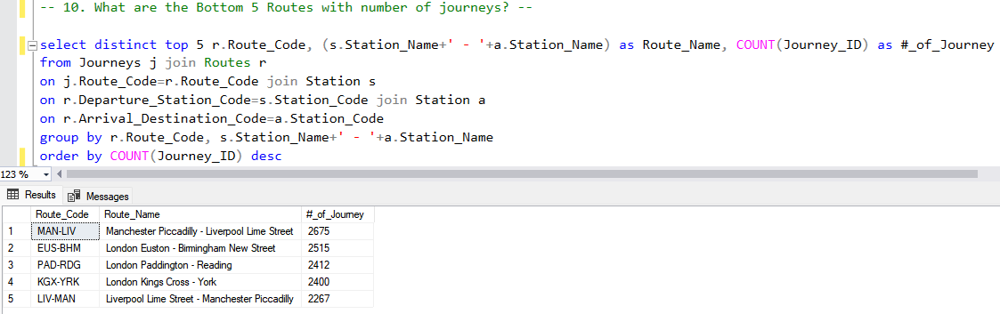 -- 10. What are the Bottom 5 Routes with number of journeys? --
select distinct top 5 r.Route_Code, (s.Station_Name+' - '+a.Station_Name) as Route_Name, COUNT(Journey_ID) as #_of_Journey
from Journeys j join Routes r
on j.Route_Code=r.Route_Code join Station s
on r.Departure_Station_Code=s.Station_Code join Station a
on r.Arrival_Destination_Code=a.Station_Code
group by r.Route_Code, s.Station_Name+' - '+a.Station_Name
order by COUNT(Journey_ID) desc
123 %
Results Messages
Route_Code Route_Name #_of_Journey
1 MAN-LIV Manchester Piccadilly - Liverpool Lime Street 2675
2 EUS-BHM London Euston - Birmingham New Street 2515
3 PAD-RDG London Paddington - Reading 2412
4 KGX-YRK London Kings Cross - York 2400
5 LIV-MAN Liverpool Lime Street - Manchester Piccadilly 2267